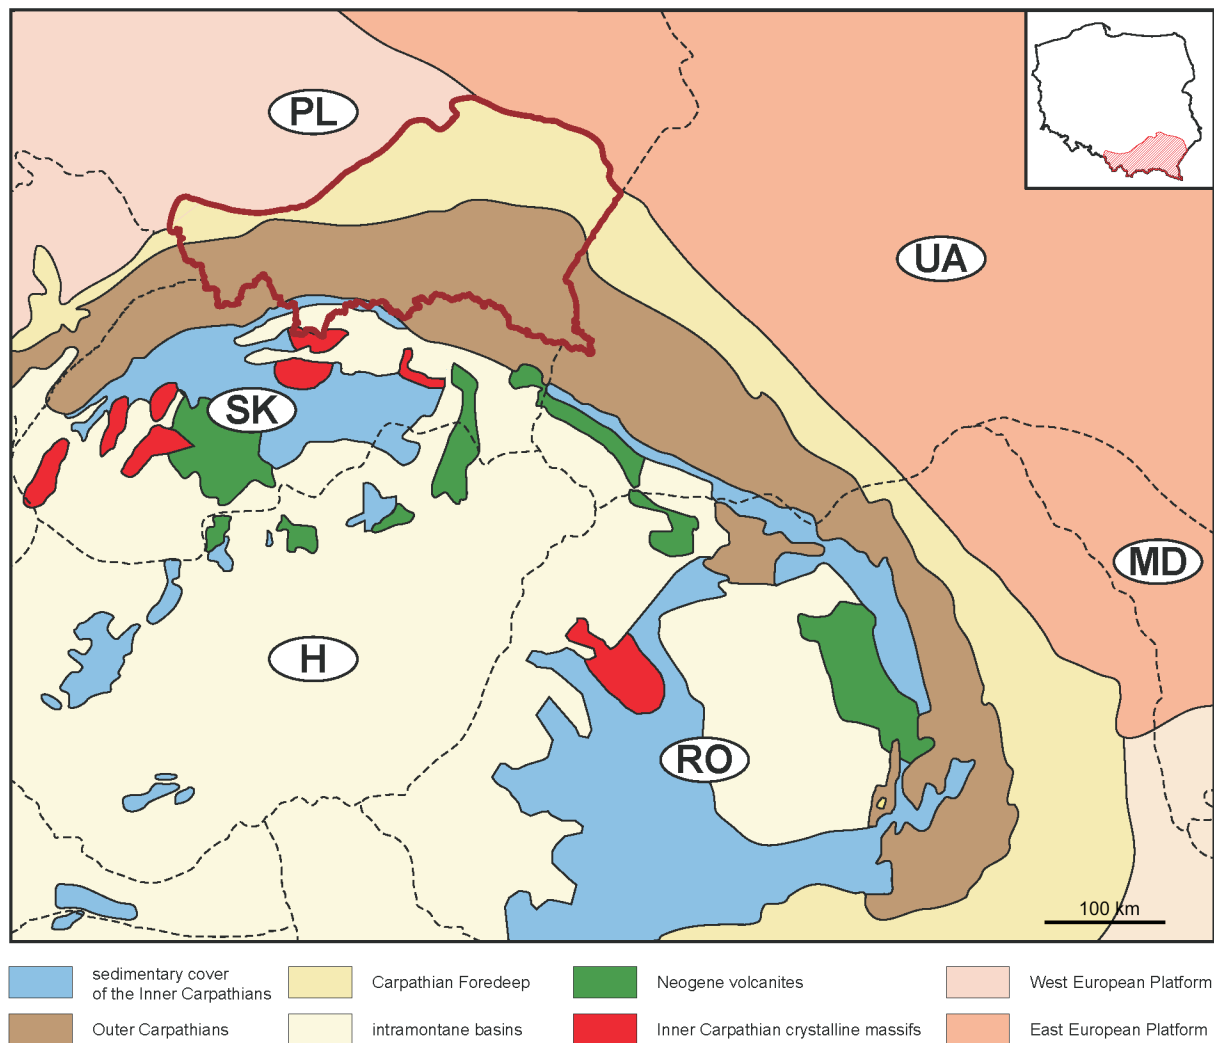 PL
UA
SK
MD
H
RO
100 km
sedimentary cover
of the Inner Carpathians
Carpathian Foredeep
Neogene volcanites
West European Platform
Outer Carpathians
intramontane basins
Inner Carpathian crystalline massifs
East European Platform